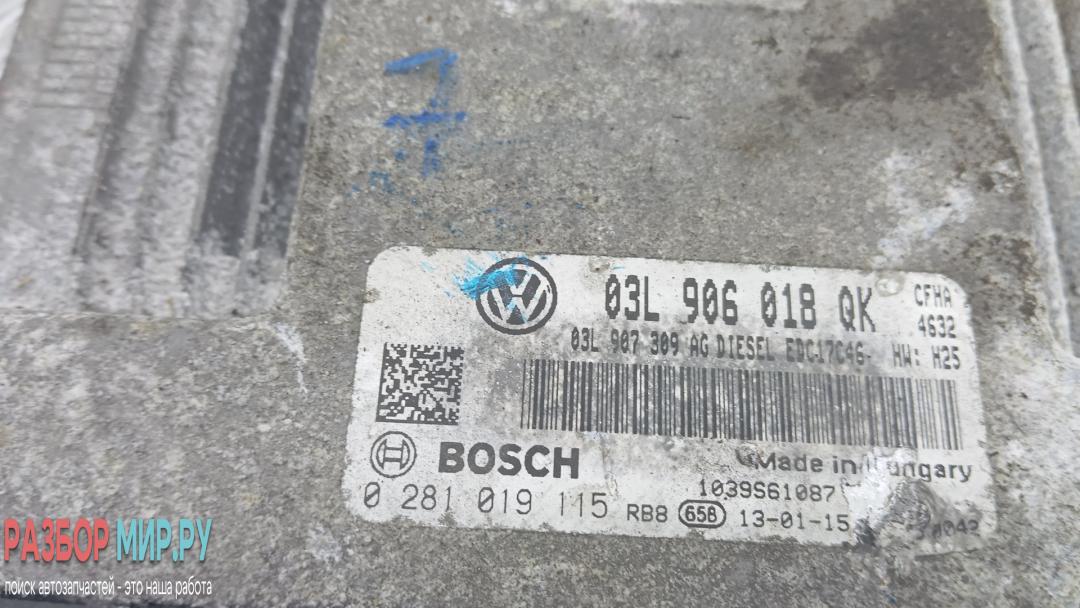 03L 906 018 QK
CFHA
4632
03L 907 309 AG DIESEL EDC17C46- HW: H25
BOSCH
Made in Hungary
1039S61087
0 281 019 115 RB8 658 13-01-15
РАЗБОР МИР.РУ
поиск автозапчастей - это наша работа